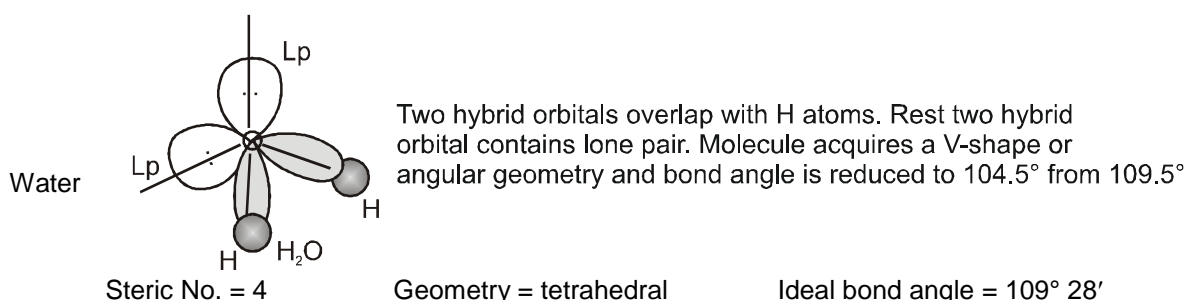 Lp
Two hybrid orbitals overlap with H atoms. Rest two hybrid
orbital contains lone pair. Molecule acquires a V-shape or
angular geometry and bond angle is reduced to 104.5° from 109.5°
Lp
Water
H
H
H₂O
Steric No. = 4 Geometry = tetrahedral Ideal bond angle = 109° 28′